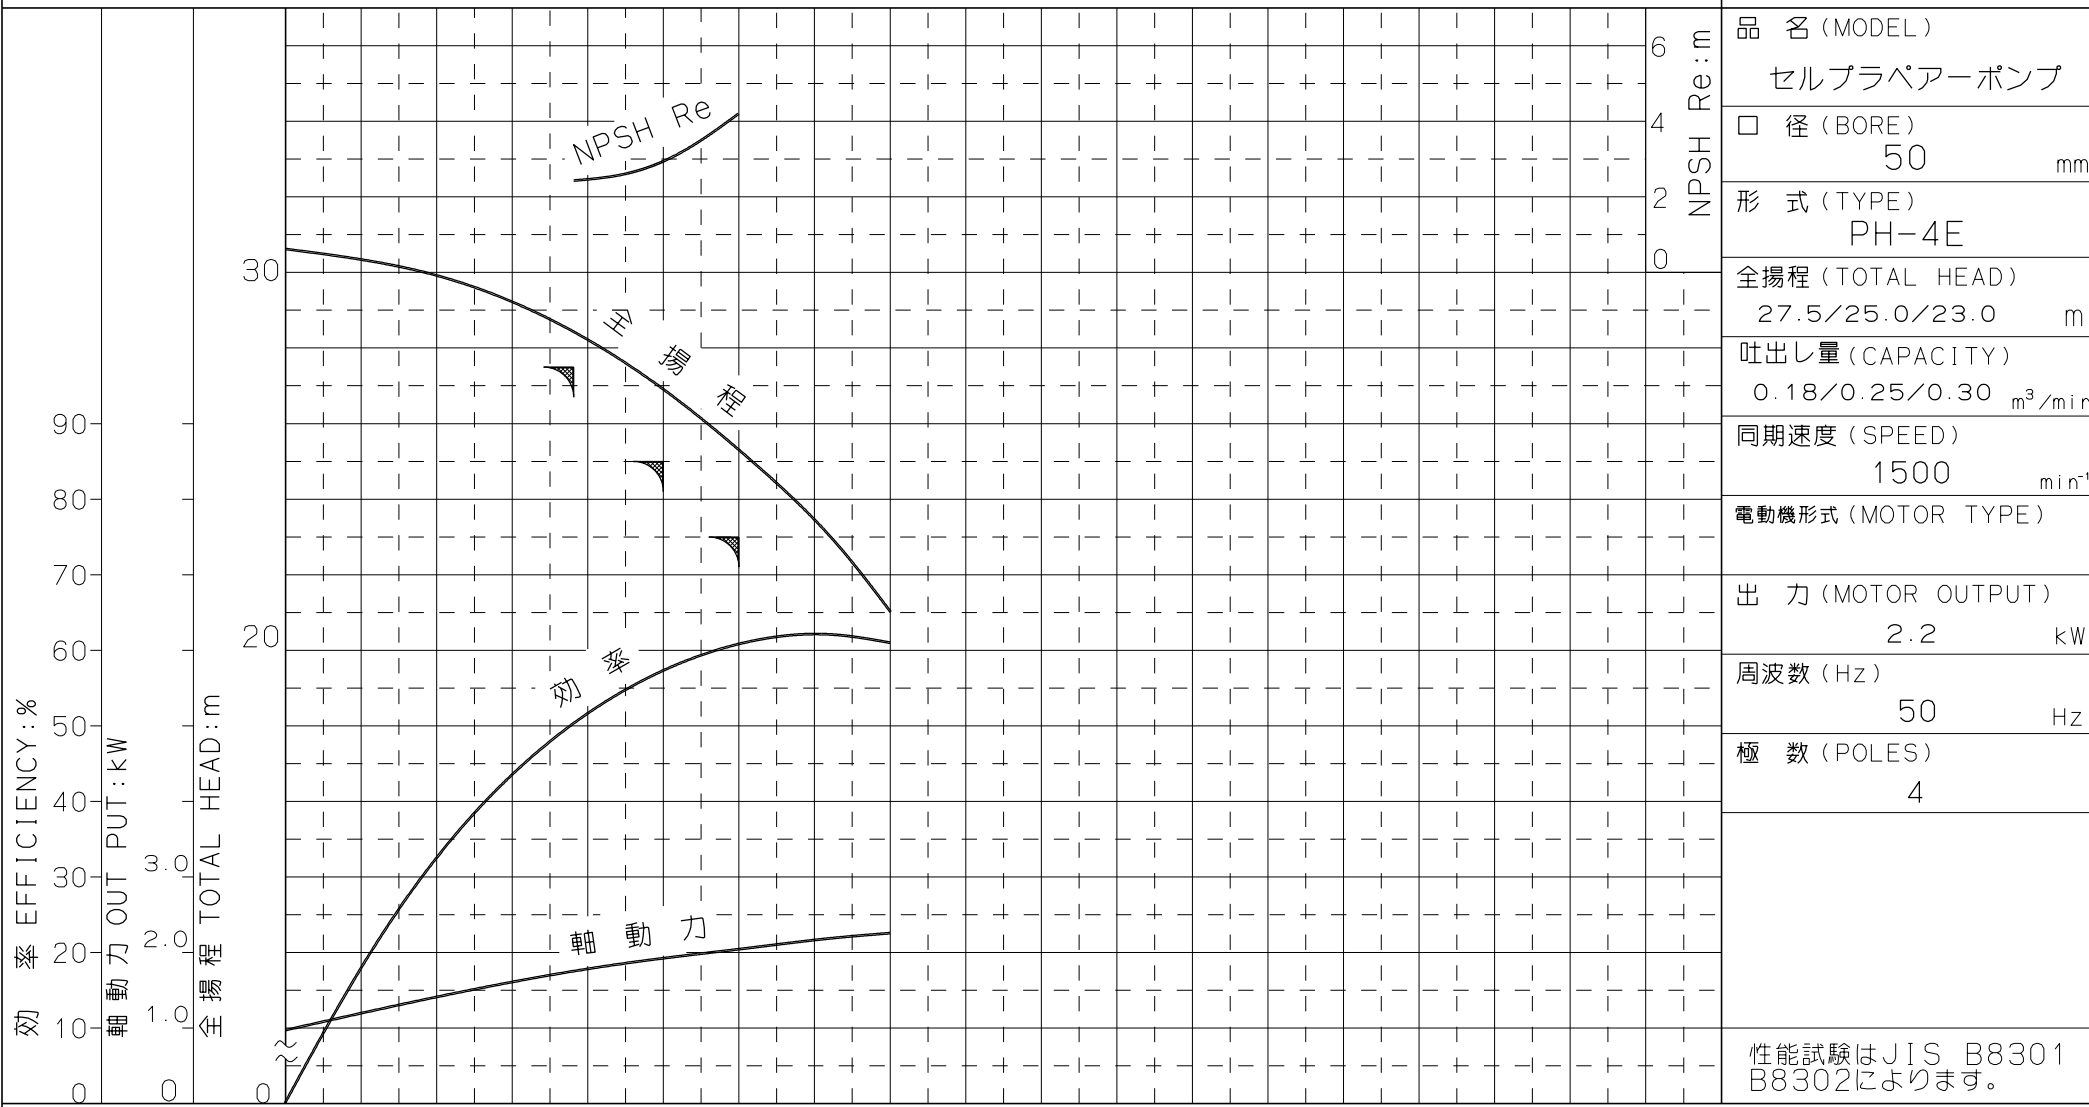 効 率 EFFICIENCY:%
90
80
70
60
50
40
30
20
10
0
軸動力 OUT PUT:kW
3.0
2.0
1.0
0
全揚程 TOTAL HEAD:m
30
20
0
NPSH Re
全 揚 程
効 率
軸 動 力
6
4
2
0
NPSH Re:m
品 名(MODEL)
セルプラペアーポンプ
口 径(BORE)
50 mm
形 式(TYPE)
PH-4E
全揚程(TOTAL HEAD)
27.5/25.0/23.0 m
吐出し量(CAPACITY)
0.18/0.25/0.30 m³/min
同期速度(SPEED)
1500 min⁻¹
電動機形式(MOTOR TYPE)
出 力(MOTOR OUTPUT)
2.2 kW
周波数(Hz)
50 Hz
極 数(POLES)
4
性能試験はJIS B8301
B8302によります。